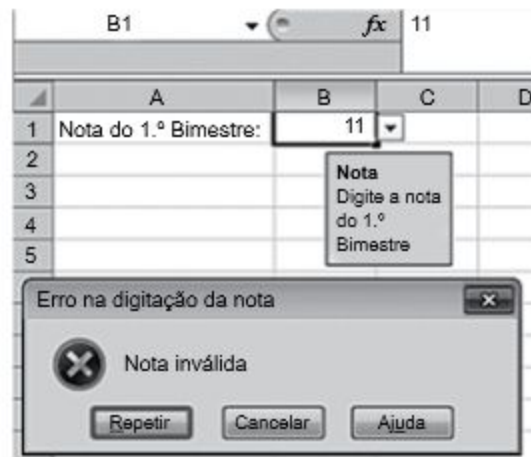 B1 fx 11
A B C D
1 Nota do 1.º Bimestre: 11
2
3
4
5
Nota
Digite a nota
do 1.º
Bimestre
Erro na digitação da nota
Nota inválida
Repetir Cancelar Ajuda